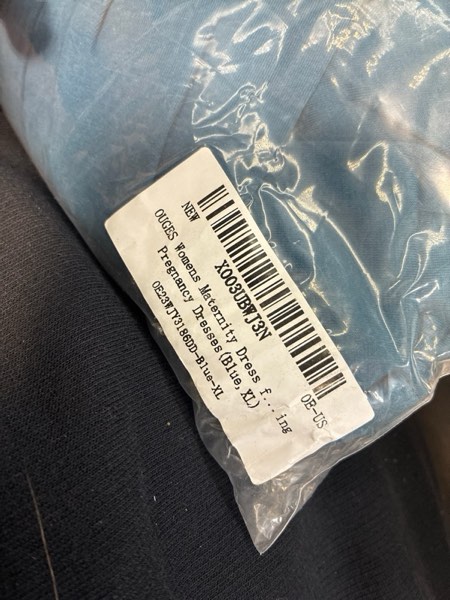 X003UBWJ3N
NEW
OE-US
OUGES Womens Maternity Dress f...ing
Pregnancy Dresses(Blue,XL)
OE23WJY3186DD-Blue-XL